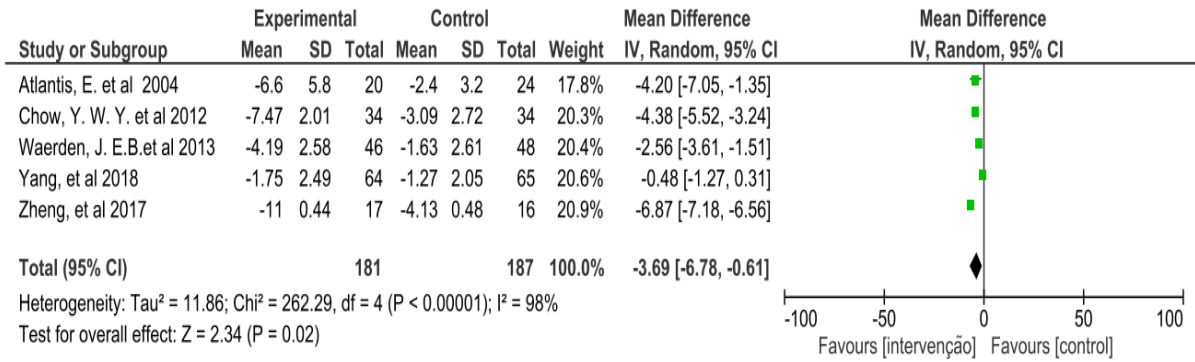 Experimental Control Mean Difference Mean Difference
Study or Subgroup Mean SD Total Mean SD Total Weight IV, Random, 95% CI IV, Random, 95% CI
Atlantis, E. et al 2004 -6.6 5.8 20 -2.4 3.2 24 17.8% -4.20 [-7.05, -1.35]
Chow, Y. W. Y. et al 2012 -7.47 2.01 34 -3.09 2.72 34 20.3% -4.38 [-5.52, -3.24]
Waerden, J. E.B.et al 2013 -4.19 2.58 46 -1.63 2.61 48 20.4% -2.56 [-3.61, -1.51]
Yang, et al 2018 -1.75 2.49 64 -1.27 2.05 65 20.6% -0.48 [-1.27, 0.31]
Zheng, et al 2017 -11 0.44 17 -4.13 0.48 16 20.9% -6.87 [-7.18, -6.56]
Total (95% CI) 181 187 100.0% -3.69 [-6.78, -0.61]
Heterogeneity: Tau² = 11.86; Chi² = 262.29, df = 4 (P < 0.00001); I² = 98%
Test for overall effect: Z = 2.34 (P = 0.02)
-100 -50 0 50 100
Favours [intervenção] Favours [control]